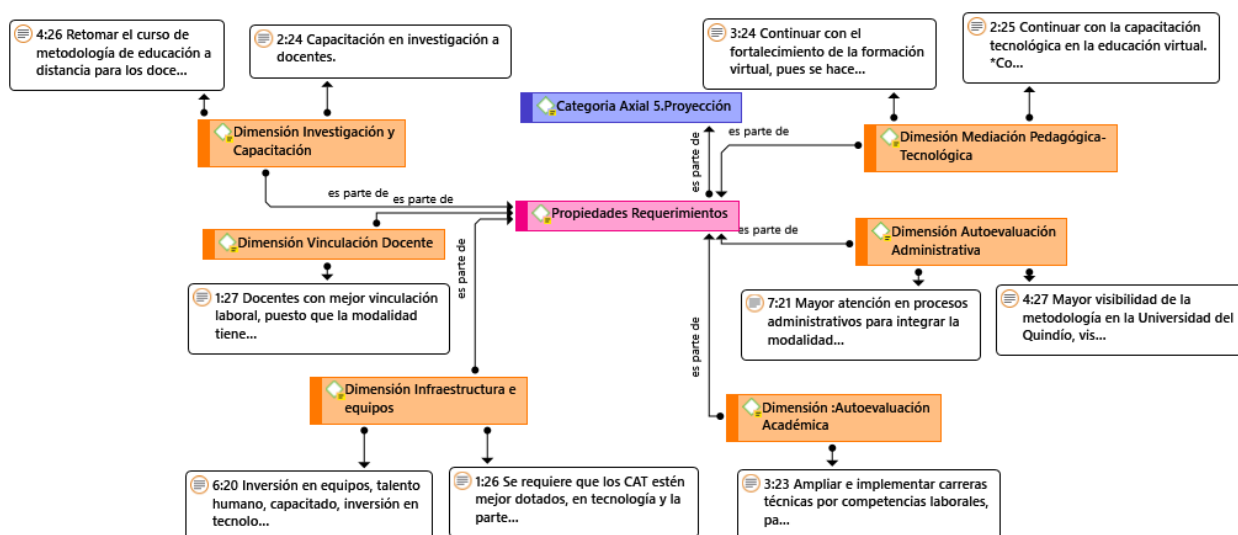 4:26 Retomar el curso de
metodología de educación a
distancia para los doce...
2:24 Capacitación en investigación a
docentes.
3:24 Continuar con el
fortalecimiento de la formación
virtual, pues se hace...
2:25 Continuar con la capacitación
tecnológica en la educación virtual.
*Co...
Categoria Axial 5.Proyección
Dimensión Investigación y
Capacitación
es parte de
es parte de
Dimesión Mediación Pedagógica-
Tecnológica
es parte de
es parte de
Propiedades Requerimientos
Dimensión Vinculación Docente
es parte de
es parte de
Dimensión Autoevaluación
Administrativa
1:27 Docentes con mejor vinculación
laboral, puesto que la modalidad
tiene...
7:21 Mayor atención en procesos
administrativos para integrar la
modalidad...
4:27 Mayor visibilidad de la
metodología en la Universidad del
Quindío, vis...
es parte de
Dimensión Infraestructura e
equipos
Dimensión :Autoevaluación
Académica
6:20 Inversión en equipos, talento
humano, capacitado, inversión en
tecnolo...
1:26 Se requiere que los CAT estén
mejor dotados, en tecnología y la
parte...
3:23 Ampliar e implementar carreras
técnicas por competencias laborales,
pa...